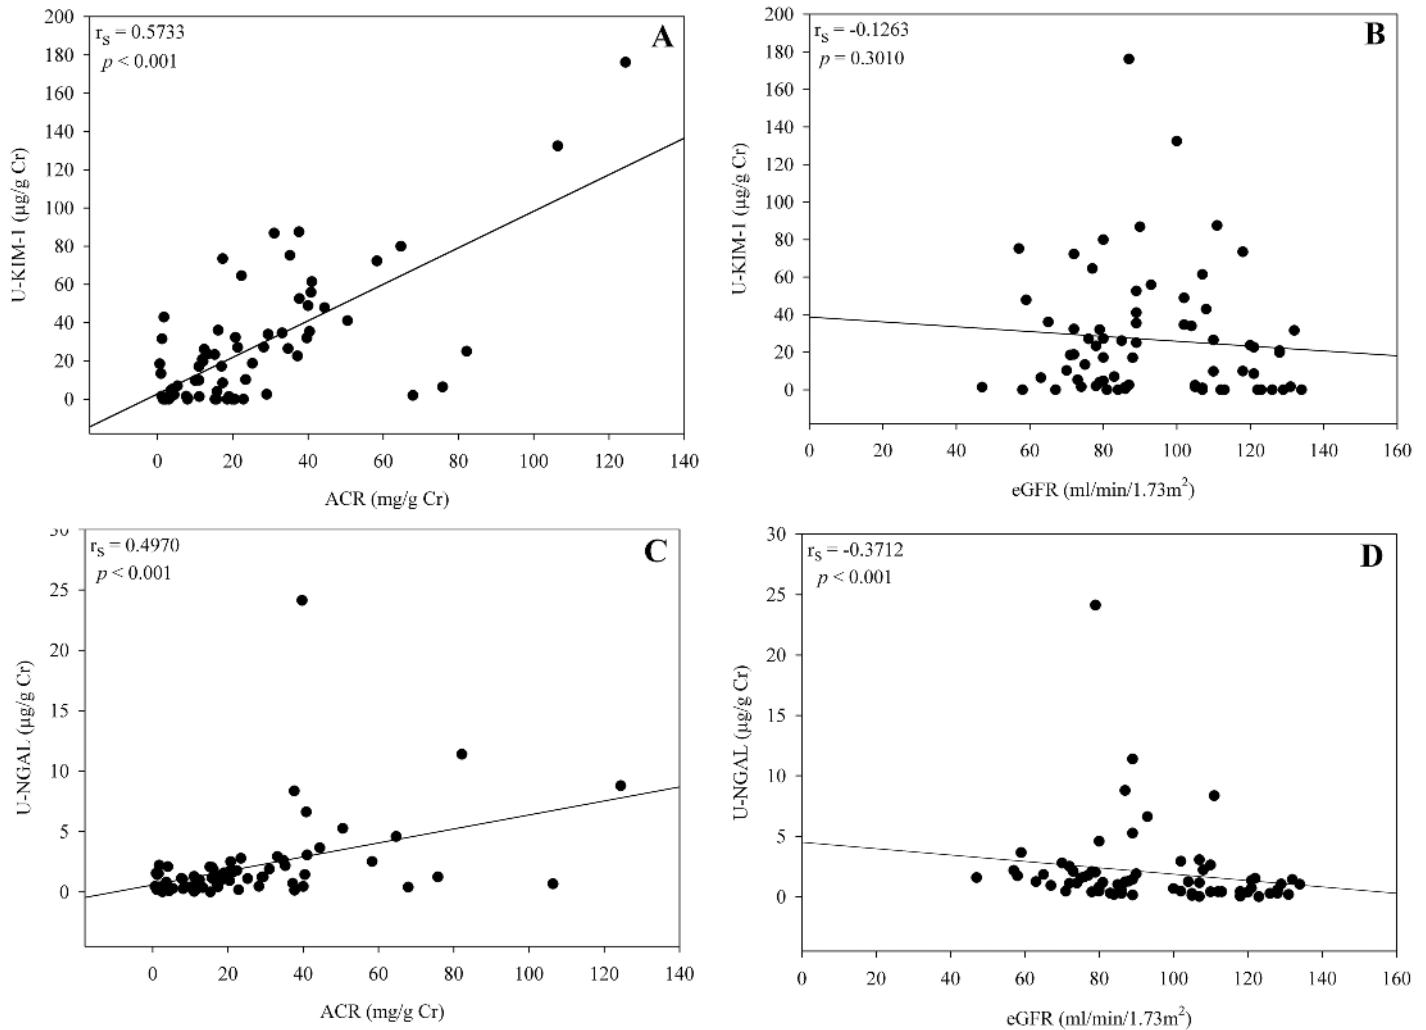 r_S = 0.5733
p < 0.001
A
200
180
160
140
120
100
80
60
40
20
0
U-KIM-1 (µg/g Cr)
0 20 40 60 80 100 120 140
ACR (mg/g Cr)
r_S = -0.1263
p = 0.3010
B
200
180
160
140
120
100
80
60
40
20
0
U-KIM-1 (µg/g Cr)
0 20 40 60 80 100 120 140 160
eGFR (ml/min/1.73m²)
r_S = 0.4970
p < 0.001
C
30
25
20
15
10
5
0
U-NGAL (µg/g Cr)
0 20 40 60 80 100 120 140
ACR (mg/g Cr)
r_S = -0.3712
p < 0.001
D
30
25
20
15
10
5
0
U-NGAL (µg/g Cr)
0 20 40 60 80 100 120 140 160
eGFR (ml/min/1.73m²)